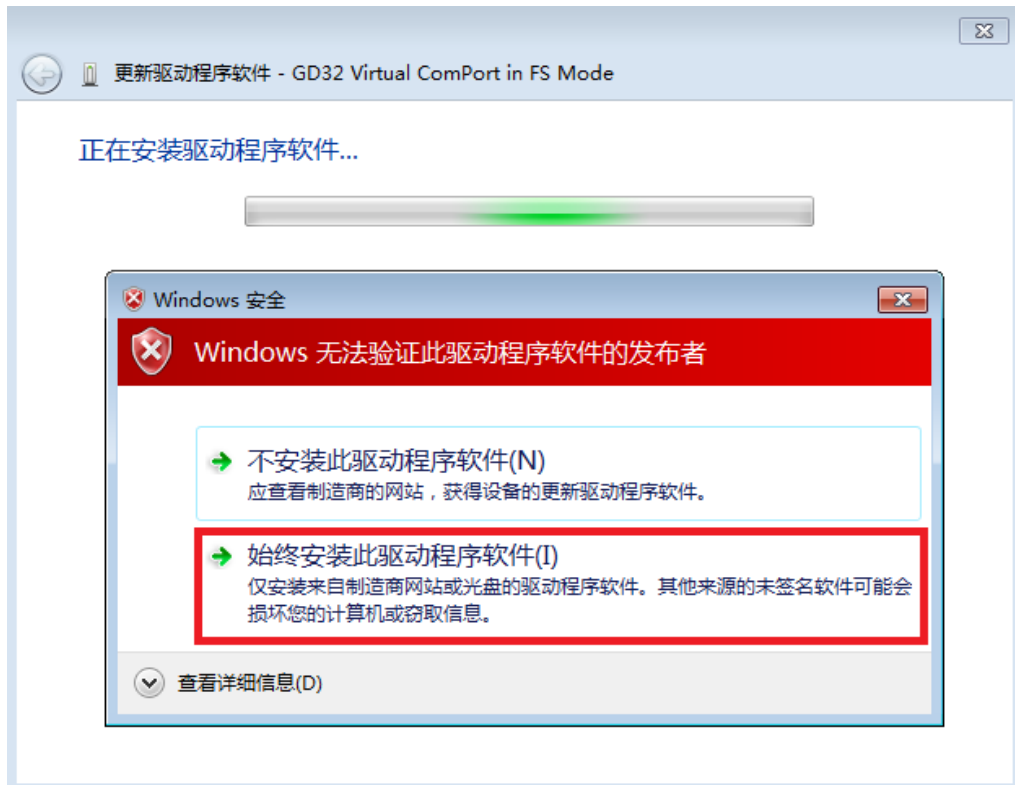 更新驱动程序软件 - GD32 Virtual ComPort in FS Mode
正在安装驱动程序软件...
Windows 安全
Windows 无法验证此驱动程序软件的发布者
不安装此驱动程序软件(N)
应查看制造商的网站，获得设备的更新驱动程序软件。
始终安装此驱动程序软件(I)
仅安装来自制造商网站或光盘的驱动程序软件。其他来源的未签名软件可能会
损坏您的计算机或窃取信息。
查看详细信息(D)